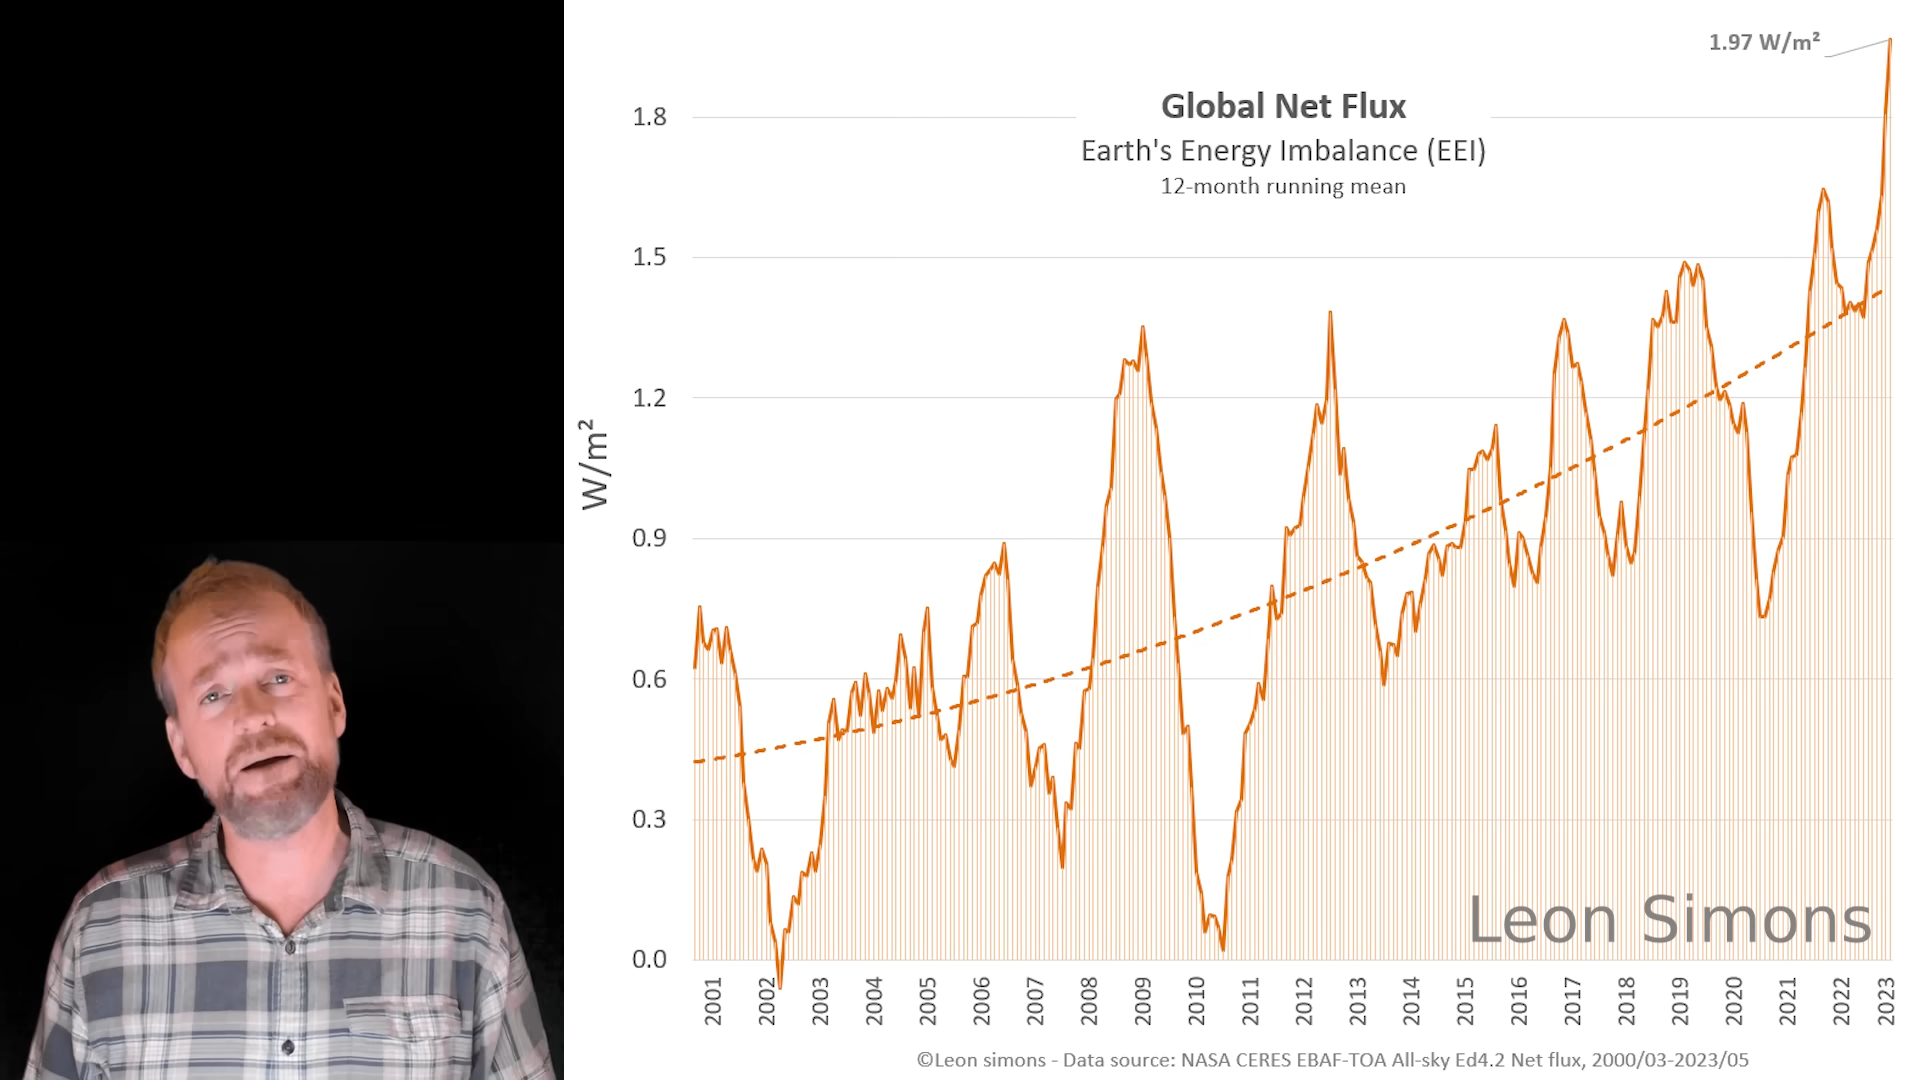 1.97 W/m²
Global Net Flux
Earth's Energy Imbalance (EEI)
12-month running mean
1.8
1.5
1.2
0.9
0.6
0.3
0.0
W/m²
Leon Simons
2001 2002 2003 2004 2005 2006 2007 2008 2009 2010 2011 2012 2013 2014 2015 2016 2017 2018 2019 2020 2021 2022 2023
©Leon simons - Data source: NASA CERES EBAF-TOA All-sky Ed4.2 Net flux, 2000/03-2023/05